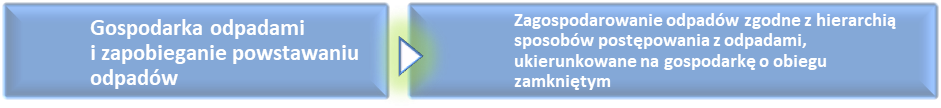 Gospodarka odpadami
i zapobieganie powstawaniu
odpadów
Zagospodarowanie odpadów zgodne z hierarchią
sposobów postępowania z odpadami,
ukierunkowane na gospodarkę o obiegu
zamkniętym